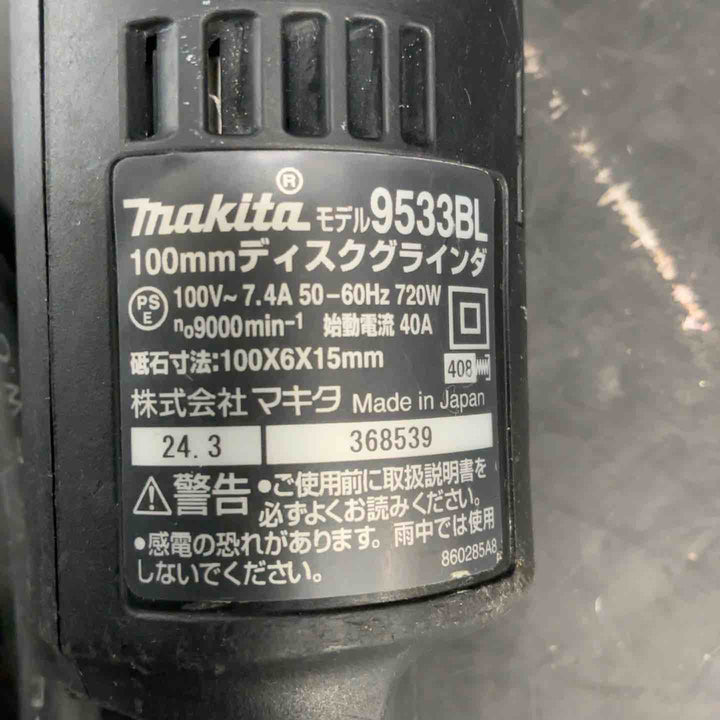 makita® モデル9533BL
100mmディスクグラインダ
PSE 100V~ 7.4A 50-60Hz 720W
n₀9000min⁻¹ 始動電流 40A
砥石寸法:100X6X15mm
408
株式会社 マキタ Made in Japan
24.3 368539
⚠警告 •ご使用前に取扱説明書を
必ずよくお読みください。
•感電の恐れがあります。雨中では使用
しないでください。
860285A8